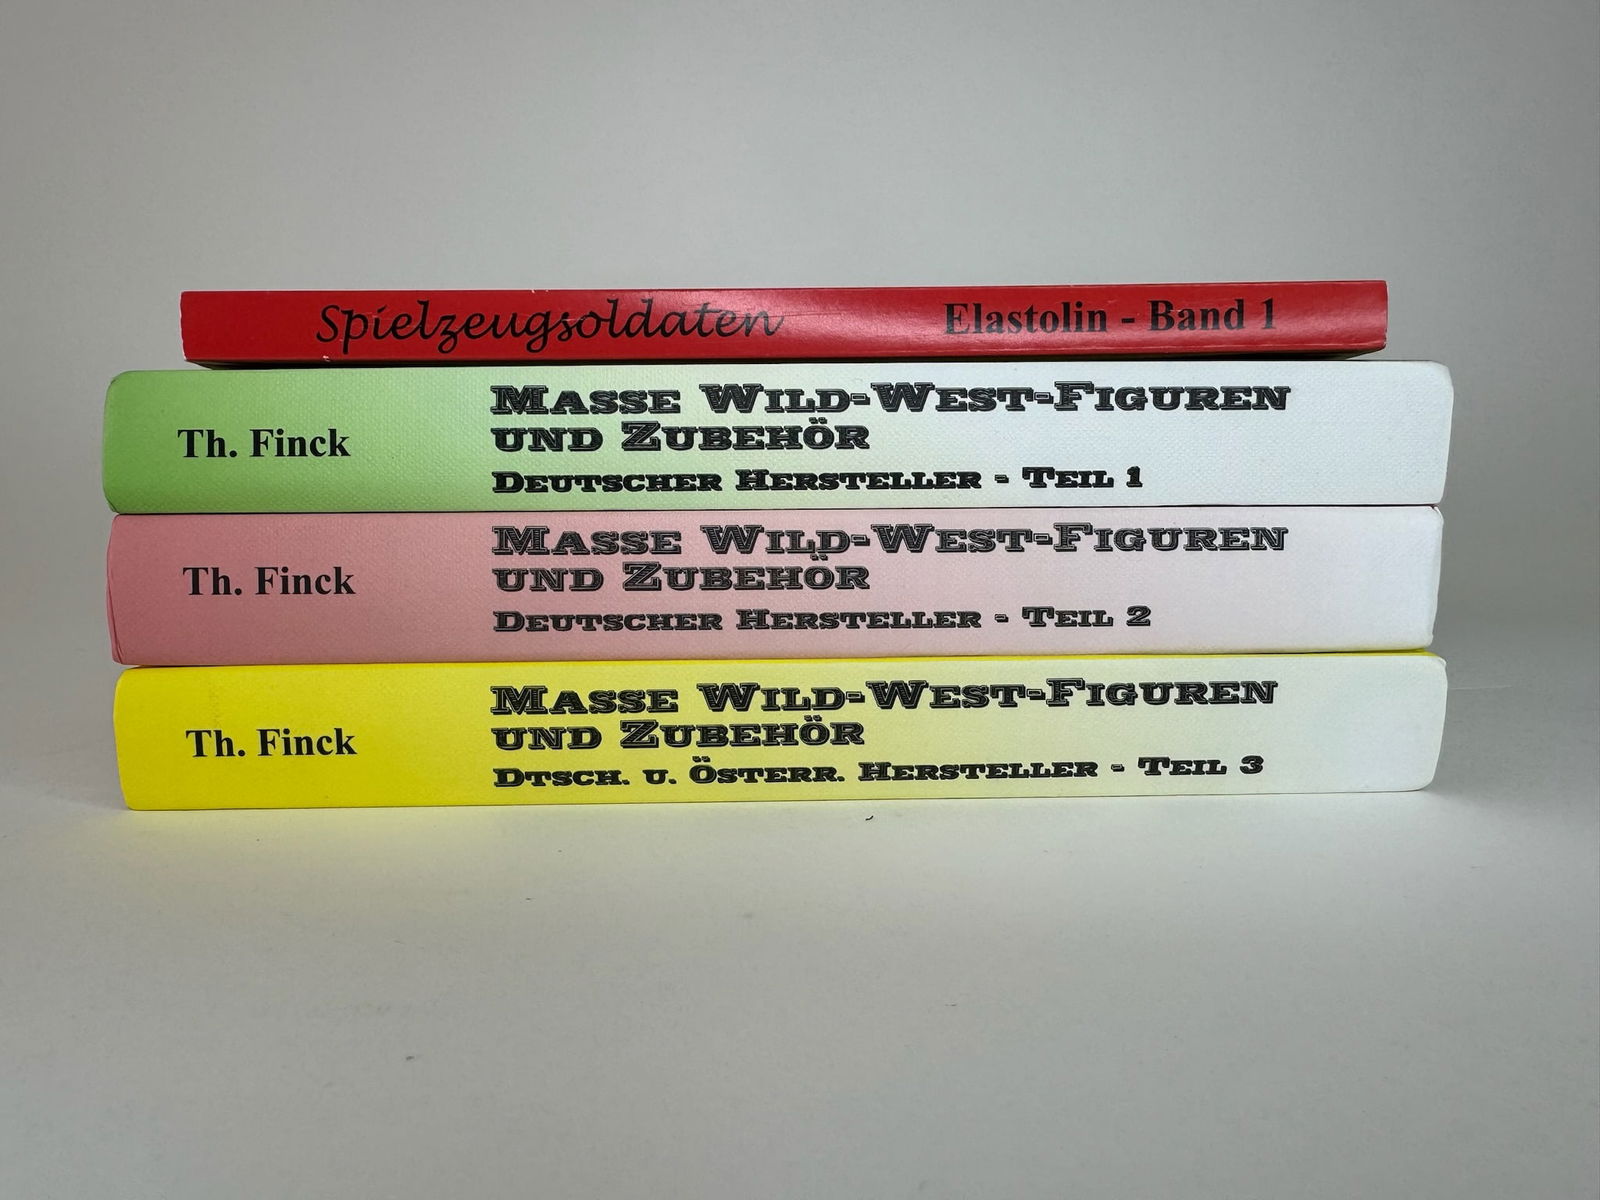 Spielzeugsoldaten Elastolin - Band 1
Th. Finck
Masse Wild-West-Figuren
und Zubehör
Deutscher Hersteller - Teil 1
Th. Finck
Masse Wild-West-Figuren
und Zubehör
Deutscher Hersteller - Teil 2
Th. Finck
Masse Wild-West-Figuren
und Zubehör
Dtsch. u. Österr. Hersteller - Teil 3